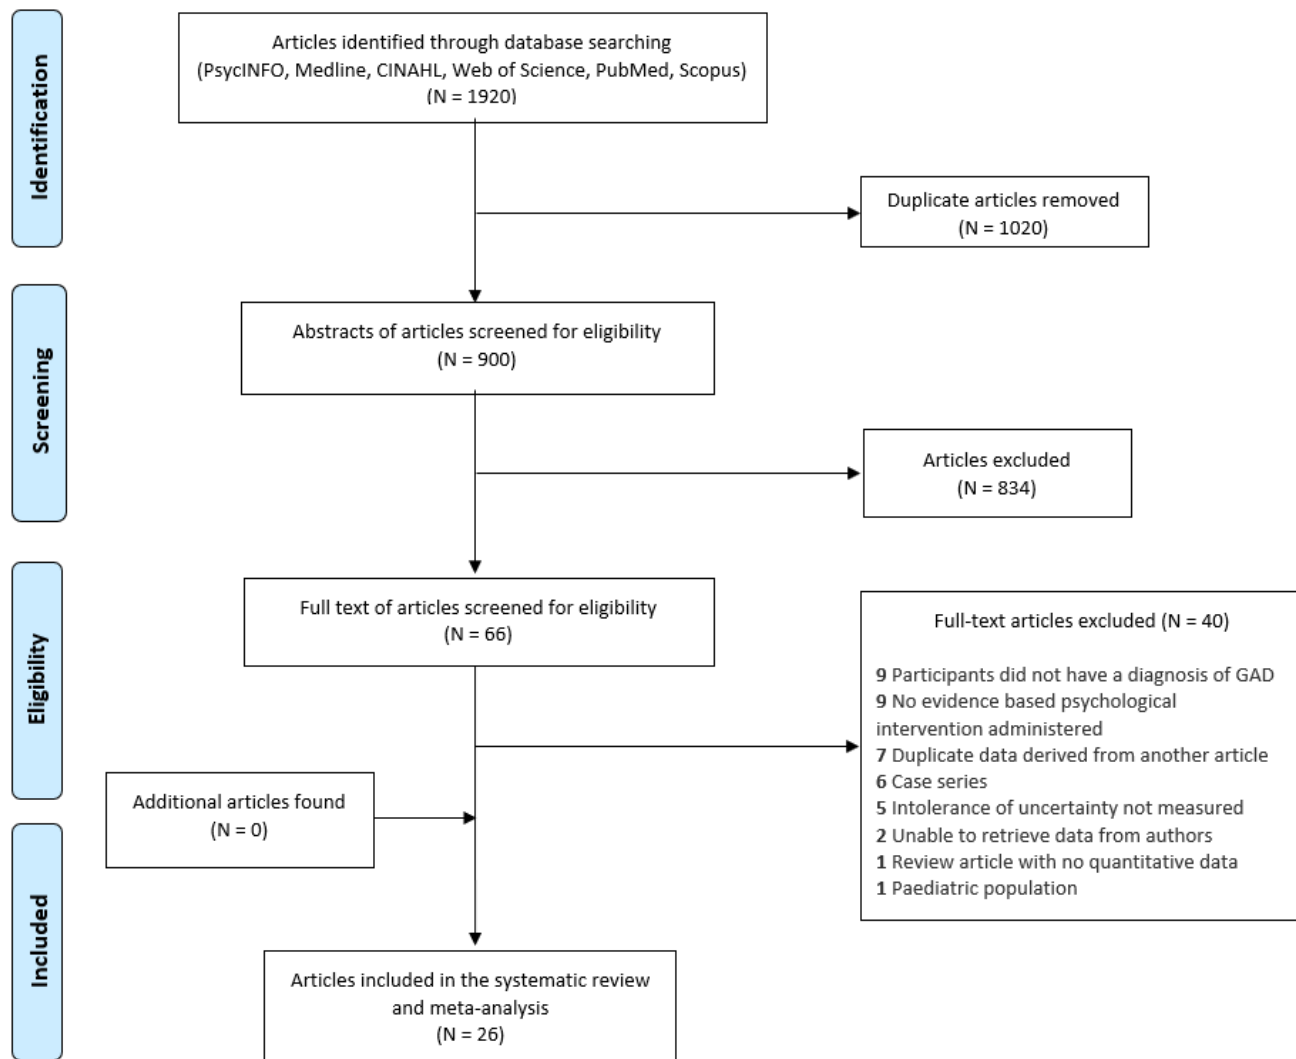 Identification
Articles identified through database searching
(PsycINFO, Medline, CINAHL, Web of Science, PubMed, Scopus)
(N = 1920)
Duplicate articles removed
(N = 1020)
Screening
Abstracts of articles screened for eligibility
(N = 900)
Articles excluded
(N = 834)
Eligibility
Full text of articles screened for eligibility
(N = 66)
Full-text articles excluded (N = 40)
9 Participants did not have a diagnosis of GAD
9 No evidence based psychological
intervention administered
7 Duplicate data derived from another article
6 Case series
5 Intolerance of uncertainty not measured
2 Unable to retrieve data from authors
1 Review article with no quantitative data
1 Paediatric population
Additional articles found
(N = 0)
Included
Articles included in the systematic review
and meta-analysis
(N = 26)